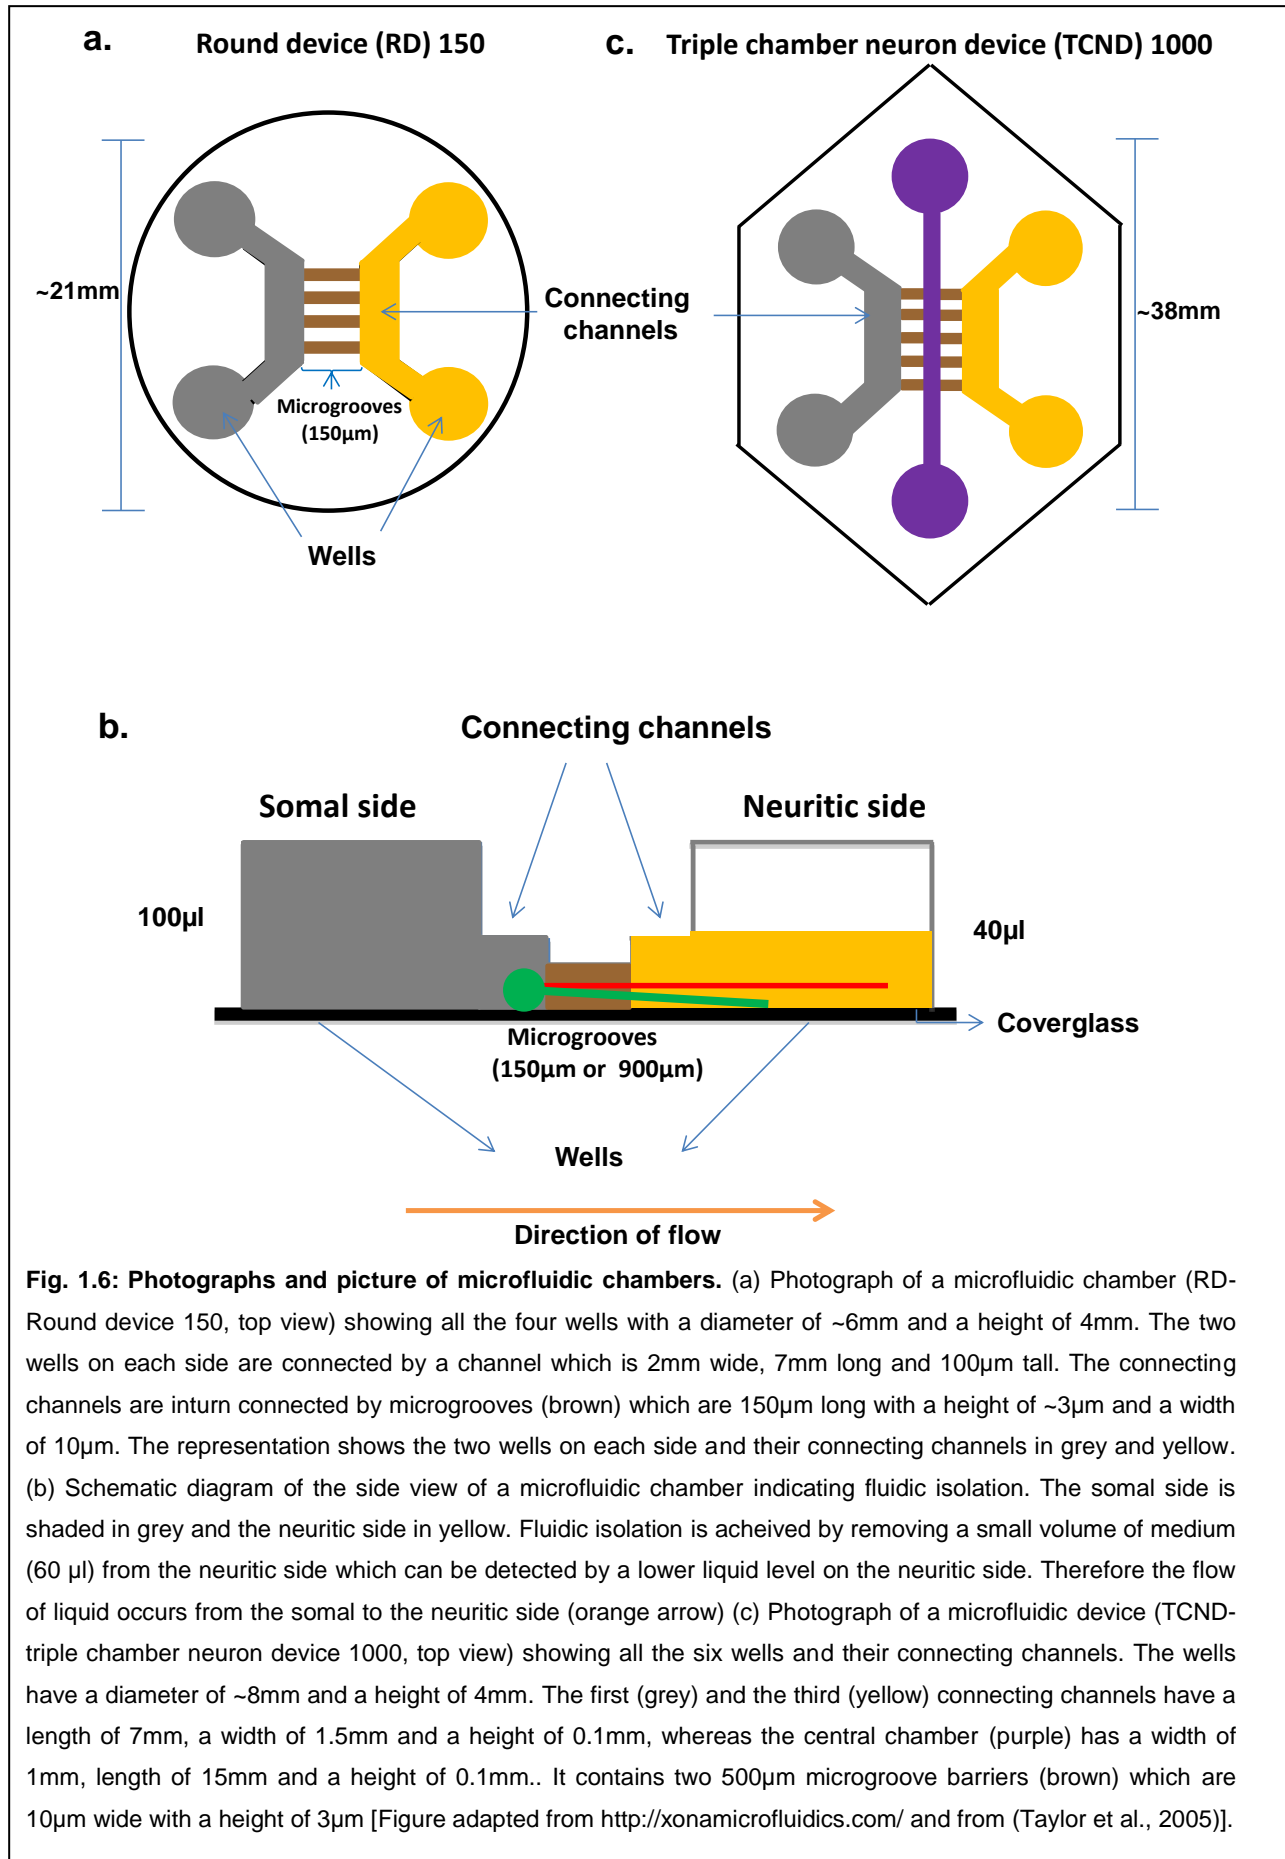 a.
Round device (RD) 150
c.
Triple chamber neuron device (TCND) 1000
~21mm
Connecting
channels
~38mm
Microgrooves
(150µm)
Wells
b.
Connecting channels
Somal side
Neuritic side
100µl
40µl
Coverglass
Microgrooves
(150µm or 900µm)
Wells
Direction of flow
Fig. 1.6: Photographs and picture of microfluidic chambers. (a) Photograph of a microfluidic chamber (RD-
Round device 150, top view) showing all the four wells with a diameter of ~6mm and a height of 4mm. The two
wells on each side are connected by a channel which is 2mm wide, 7mm long and 100µm tall. The connecting
channels are inturn connected by microgrooves (brown) which are 150µm long with a height of ~3µm and a width
of 10µm. The representation shows the two wells on each side and their connecting channels in grey and yellow.
(b) Schematic diagram of the side view of a microfluidic chamber indicating fluidic isolation. The somal side is
shaded in grey and the neuritic side in yellow. Fluidic isolation is acheived by removing a small volume of medium
(60 µl) from the neuritic side which can be detected by a lower liquid level on the neuritic side. Therefore the flow
of liquid occurs from the somal to the neuritic side (orange arrow) (c) Photograph of a microfluidic device (TCND-
triple chamber neuron device 1000, top view) showing all the six wells and their connecting channels. The wells
have a diameter of ~8mm and a height of 4mm. The first (grey) and the third (yellow) connecting channels have a
length of 7mm, a width of 1.5mm and a height of 0.1mm, whereas the central chamber (purple) has a width of
1mm, length of 15mm and a height of 0.1mm.. It contains two 500µm microgroove barriers (brown) which are
10µm wide with a height of 3µm [Figure adapted from http://xonamicrofluidics.com/ and from (Taylor et al., 2005)].